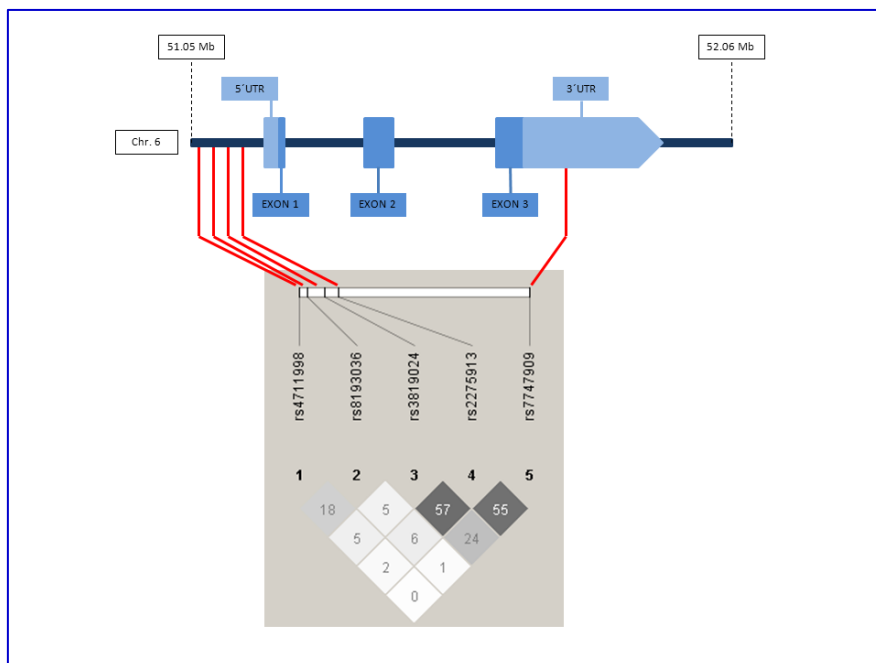 51.05 Mb
52.06 Mb
5´UTR
3´UTR
Chr. 6
EXON 1
EXON 2
EXON 3
rs4711998
rs8193036
rs3819024
rs2275913
rs7747909
1 2 3 4 5
18 5 57 55
5 6 24
2 1
0